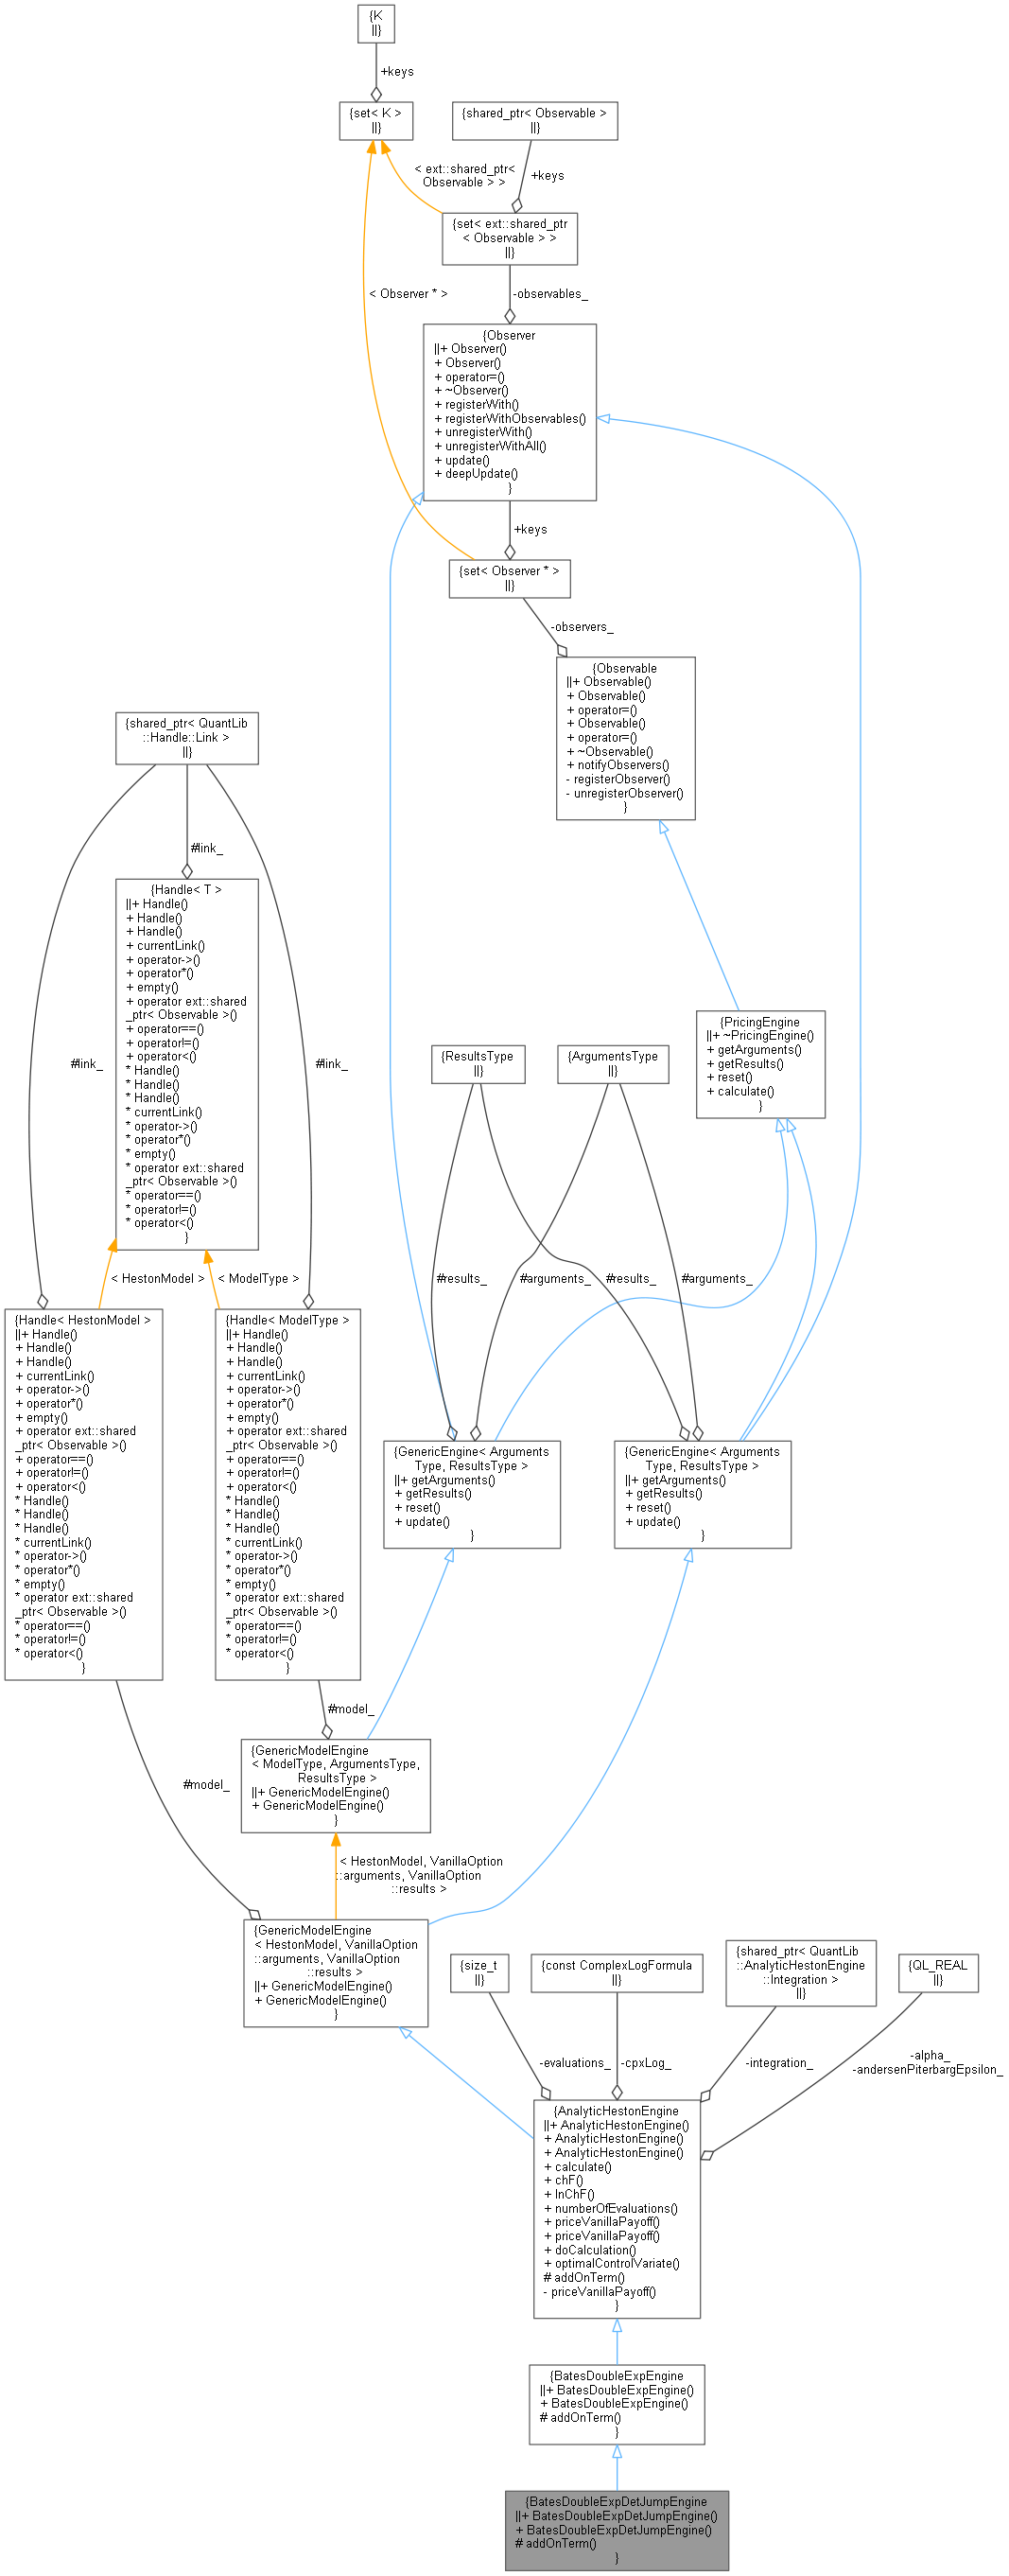 {K
||}
+keys
{set< K >
||}
{shared_ptr< Observable >
||}
< ext::shared_ptr<
Observable > >
+keys
{set< ext::shared_ptr
< Observable > >
||}
< Observer * >
-observables_
{Observer
||+ Observer()
+ Observer()
+ operator=()
+ ~Observer()
+ registerWith()
+ registerWithObservables()
+ unregisterWith()
+ unregisterWithAll()
+ update()
+ deepUpdate()
}
+keys
{set< Observer * >
||}
-observers_
{Observable
||+ Observable()
+ Observable()
+ operator=()
+ Observable()
+ operator=()
+ ~Observable()
+ notifyObservers()
- registerObserver()
- unregisterObserver()
}
{shared_ptr< QuantLib
::Handle::Link >
||}
#link_
{Handle< T >
||+ Handle()
+ Handle()
+ Handle()
+ currentLink()
+ operator->()
+ operator*()
+ empty()
+ operator ext::shared
_ptr< Observable >()
+ operator==()
+ operator!=()
+ operator<()
* Handle()
* Handle()
* Handle()
* currentLink()
* operator->()
* operator*()
* empty()
* operator ext::shared
_ptr< Observable >()
* operator==()
* operator!=()
* operator<()
}
#link_
#link_
{PricingEngine
||+ ~PricingEngine()
+ getArguments()
+ getResults()
+ reset()
+ calculate()
}
{ResultsType
||}
{ArgumentsType
||}
< HestonModel >
< ModelType >
#results_
#arguments_
#results_
#arguments_
{Handle< HestonModel >
||+ Handle()
+ Handle()
+ Handle()
+ currentLink()
+ operator->()
+ operator*()
+ empty()
+ operator ext::shared
_ptr< Observable >()
+ operator==()
+ operator!=()
+ operator<()
* Handle()
* Handle()
* Handle()
* currentLink()
* operator->()
* operator*()
* empty()
* operator ext::shared
_ptr< Observable >()
* operator==()
* operator!=()
* operator<()
}
{Handle< ModelType >
||+ Handle()
+ Handle()
+ Handle()
+ currentLink()
+ operator->()
+ operator*()
+ empty()
+ operator ext::shared
_ptr< Observable >()
+ operator==()
+ operator!=()
+ operator<()
* Handle()
* Handle()
* Handle()
* currentLink()
* operator->()
* operator*()
* empty()
* operator ext::shared
_ptr< Observable >()
* operator==()
* operator!=()
* operator<()
}
{GenericEngine< Arguments
Type, ResultsType >
||+ getArguments()
+ getResults()
+ reset()
+ update()
}
{GenericEngine< Arguments
Type, ResultsType >
||+ getArguments()
+ getResults()
+ reset()
+ update()
}
#model_
{GenericModelEngine
< ModelType, ArgumentsType,
ResultsType >
||+ GenericModelEngine()
+ GenericModelEngine()
}
#model_
< HestonModel, VanillaOption
::arguments, VanillaOption
::results >
{GenericModelEngine
< HestonModel, VanillaOption
::arguments, VanillaOption
::results >
||+ GenericModelEngine()
+ GenericModelEngine()
}
{size_t
||}
{const ComplexLogFormula
||}
{shared_ptr< QuantLib
::AnalyticHestonEngine
::Integration >
||}
{QL_REAL
||}
-evaluations_
-cpxLog_
-integration_
-alpha_
-andersenPiterbargEpsilon_
{AnalyticHestonEngine
||+ AnalyticHestonEngine()
+ AnalyticHestonEngine()
+ AnalyticHestonEngine()
+ calculate()
+ chF()
+ lnChF()
+ numberOfEvaluations()
+ priceVanillaPayoff()
+ priceVanillaPayoff()
+ doCalculation()
+ optimalControlVariate()
# addOnTerm()
- priceVanillaPayoff()
}
{BatesDoubleExpEngine
||+ BatesDoubleExpEngine()
+ BatesDoubleExpEngine()
# addOnTerm()
}
{BatesDoubleExpDetJumpEngine
||+ BatesDoubleExpDetJumpEngine()
+ BatesDoubleExpDetJumpEngine()
# addOnTerm()
}